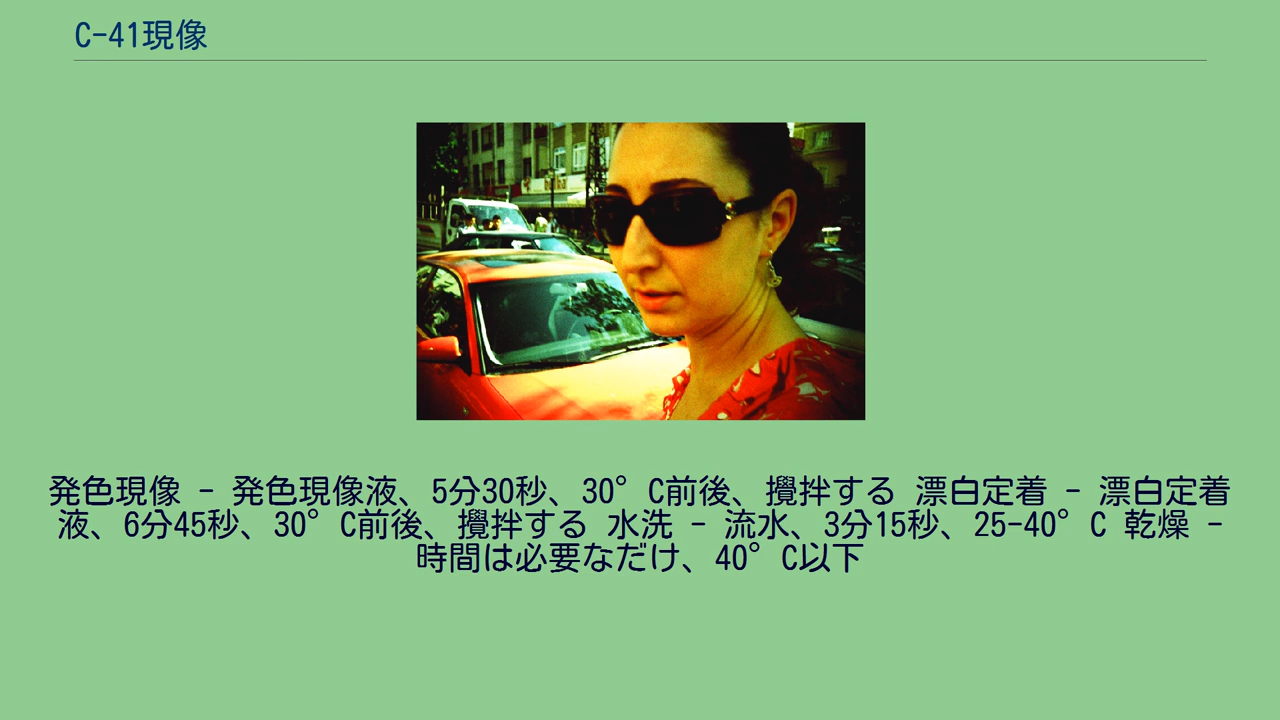 C-41現像
発色現像 - 発色現像液、5分30秒、30°C前後、攪拌する 漂白定着 - 漂白定着
液、6分45秒、30°C前後、攪拌する 水洗 - 流水、3分15秒、25-40°C 乾燥 -
時間は必要なだけ、40°C以下